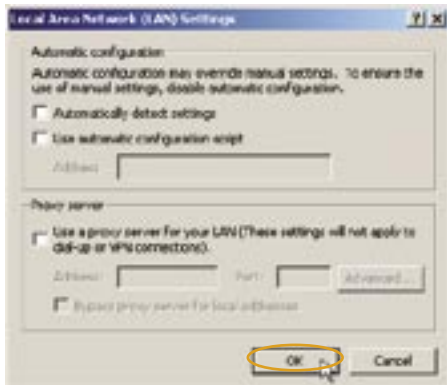 Local Area Network (LAN) Settings
Automatic configuration
Automatic configuration may override manual settings. To ensure the
use of manual settings, disable automatic configuration.
Automatically detect settings
Use automatic configuration script
Address
Proxy server
Use a proxy server for your LAN (These settings will not apply to
dial-up or VPN connections).
Address:
Port:
Advanced...
Bypass proxy server for local addresses
OK
Cancel